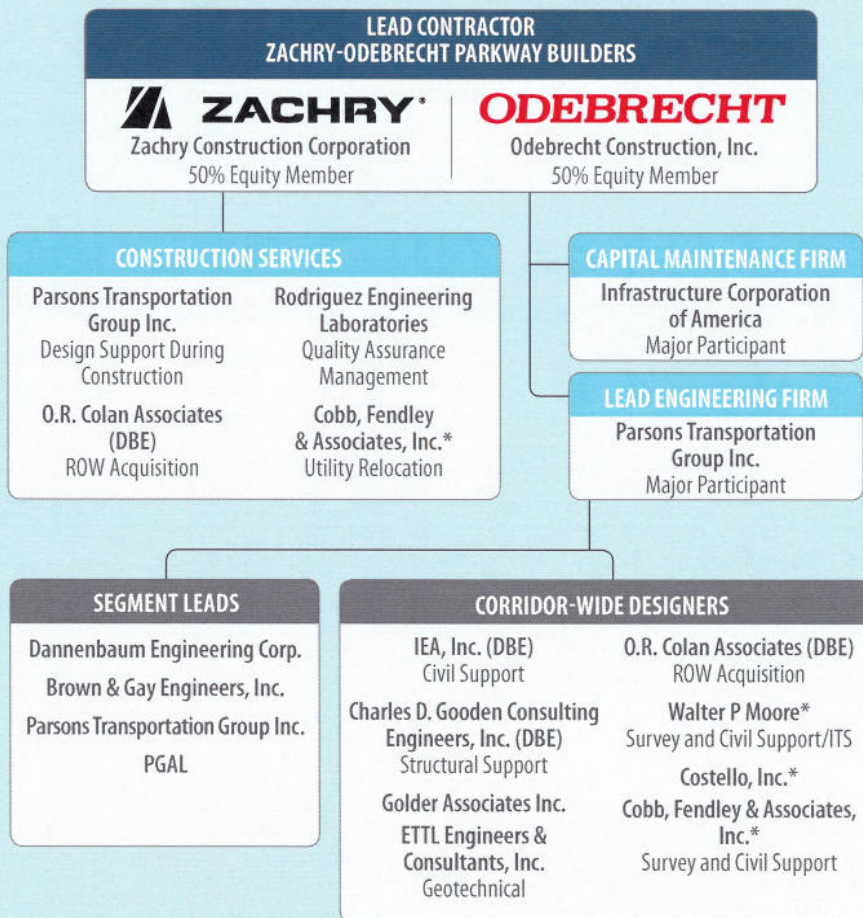 LEAD CONTRACTOR
ZACHRY-ODEBRECHT PARKWAY BUILDERS
ZACHRY®
Zachry Construction Corporation
50% Equity Member
ODEBRECHT
Odebrecht Construction, Inc.
50% Equity Member
CONSTRUCTION SERVICES
Parsons Transportation
Group Inc.
Design Support During
Construction
O.R. Colan Associates
(DBE)
ROW Acquisition
Rodriguez Engineering
Laboratories
Quality Assurance
Management
Cobb, Fendley
& Associates, Inc.*
Utility Relocation
CAPITAL MAINTENANCE FIRM
Infrastructure Corporation
of America
Major Participant
LEAD ENGINEERING FIRM
Parsons Transportation
Group Inc.
Major Participant
SEGMENT LEADS
Dannenbaum Engineering Corp.
Brown & Gay Engineers, Inc.
Parsons Transportation Group Inc.
PGAL
CORRIDOR-WIDE DESIGNERS
IEA, Inc. (DBE)
Civil Support
Charles D. Gooden Consulting
Engineers, Inc. (DBE)
Structural Support
Golder Associates Inc.
ETTL Engineers &
Consultants, Inc.
Geotechnical
O.R. Colan Associates (DBE)
ROW Acquisition
Walter P Moore*
Survey and Civil Support/ITS
Costello, Inc.*
Cobb, Fendley & Associates,
Inc.*
Survey and Civil Support